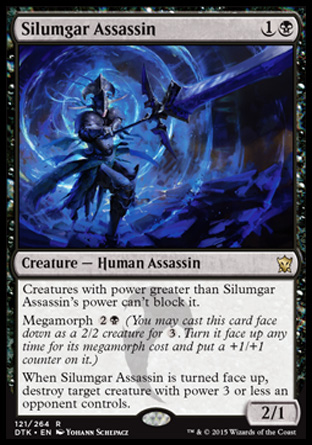 Silumgar Assassin 1
Creature — Human Assassin
Creatures with power greater than Silumgar
Assassin's power can't block it.
Megamorph 2 (You may cast this card face
down as a 2/2 creature for 3. Turn it face up any
time for its megamorph cost and put a +1/+1
counter on it.)
When Silumgar Assassin is turned face up,
destroy target creature with power 3 or less an
opponent controls.
2/1
121/264 R
DTK • EN Yohann Schepacz
™ & © 2015 Wizards of the Coast